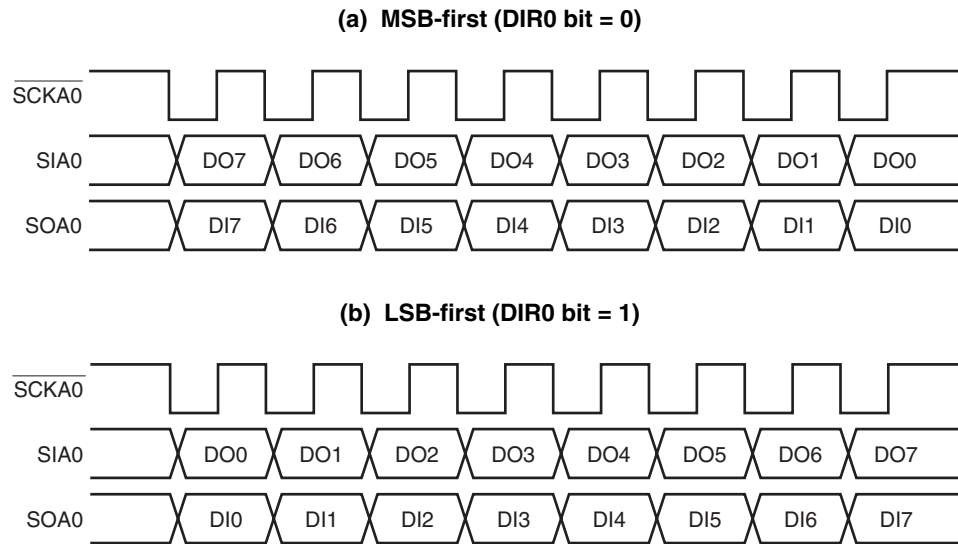 (a) MSB-first (DIR0 bit = 0)
SCKA0
SIA0 DO7 DO6 DO5 DO4 DO3 DO2 DO1 DO0
SOA0 DI7 DI6 DI5 DI4 DI3 DI2 DI1 DI0
(b) LSB-first (DIR0 bit = 1)
SCKA0
SIA0 DO0 DO1 DO2 DO3 DO4 DO5 DO6 DO7
SOA0 DI0 DI1 DI2 DI3 DI4 DI5 DI6 DI7